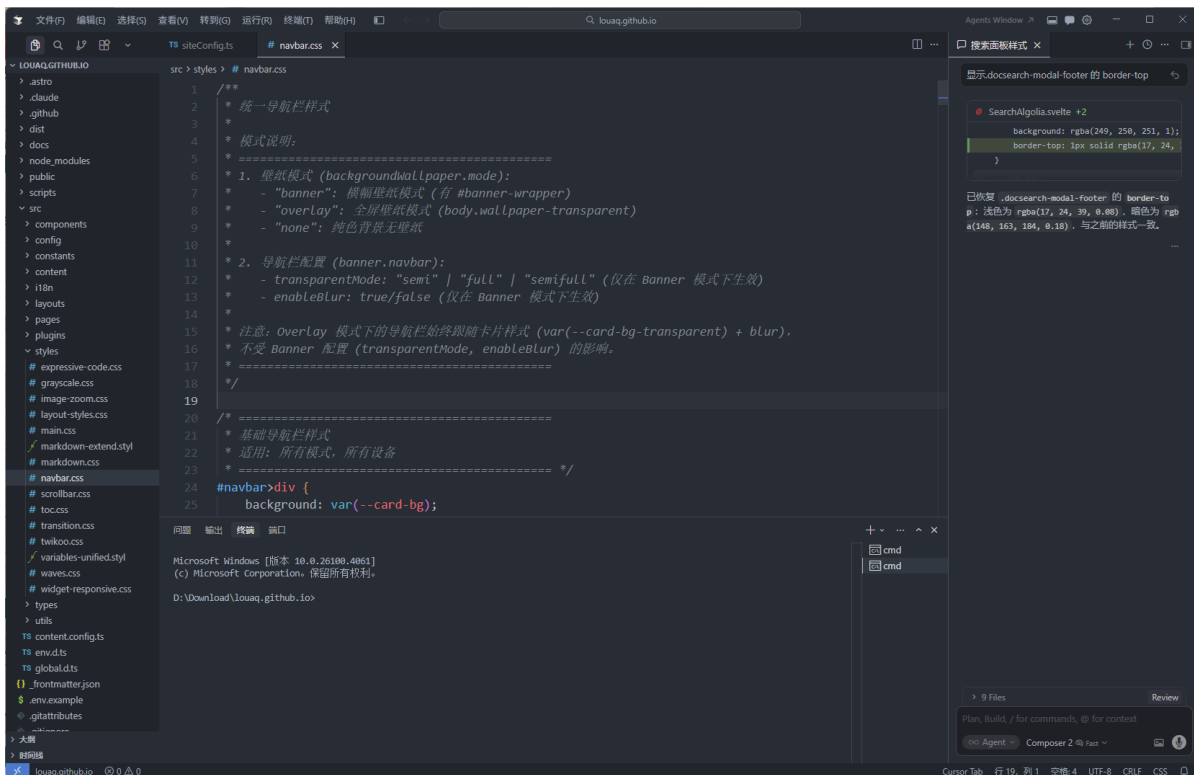 文件(F) 编辑(E) 选择(S) 查看(V) 转到(G) 运行(R) 终端(T) 帮助(H)
louaq.github.io
Agents Window
TS siteConfig.ts
# navbar.css
搜索面板样式
LOUAQ.GITHUB.IO
.astro
.claude
.github
dist
docs
node_modules
public
scripts
src
components
config
constants
content
i18n
layouts
pages
plugins
styles
# expressive-code.css
# grayscale.css
# image-zoom.css
# layout-styles.css
# main.css
markdown-extend.styl
# markdown.css
# navbar.css
# scrollbar.css
# toc.css
# transition.css
# twikoo.css
variables-unified.styl
# waves.css
# widget-responsive.css
types
utils
TS content.config.ts
TS env.d.ts
TS global.d.ts
{} _frontmatter.json
$ .env.example
.gitattributes
.gitignore
大纲
时间线
src > styles > # navbar.css
1 /**
2 * 统一导航栏样式
3 *
4 * 模式说明:
5 * ============================================
6 * 1. 壁纸模式 (backgroundWallpaper.mode):
7 * - "banner": 横幅壁纸模式 (有 #banner-wrapper)
8 * - "overlay": 全屏壁纸模式 (body.wallpaper-transparent)
9 * - "none": 纯色背景无壁纸
10 *
11 * 2. 导航栏配置 (banner.navbar):
12 * - transparentMode: "semi" | "full" | "semifull" (仅在 Banner 模式下生效)
13 * - enableBlur: true/false (仅在 Banner 模式下生效)
14 *
15 * 注意：Overlay 模式下的导航栏始终跟随卡片样式 (var(--card-bg-transparent) + blur)，
16 * 不受 Banner 配置 (transparentMode, enableBlur) 的影响。
17 * ============================================
18 */
19
20 /* ============================================
21 * 基础导航栏样式
22 * 适用: 所有模式，所有设备
23 * ============================================ */
24 #navbar>div {
25 background: var(--card-bg);
问题 输出 终端 端口
Microsoft Windows [版本 10.0.26100.4061]
(c) Microsoft Corporation。保留所有权利。
D:\Download\louaq.github.io>
cmd
cmd
显示.docsearch-modal-footer 的 border-top
SearchAlgolia.svelte +2
background: rgba(249, 250, 251, 1);
border-top: 1px solid rgba(17, 24,
}
已恢复 .docsearch-modal-footer 的 border-to
p：浅色为 rgba(17, 24, 39, 0.08)，暗色为 rgb
a(148, 163, 184, 0.18)，与之前的样式一致。
9 Files
Review
Plan, Build, / for commands, @ for context
Agent
Composer 2 Fast
louaq.github.io 0 0
Cursor Tab 行 19，列 1 空格: 4 UTF-8 CRLF CSS